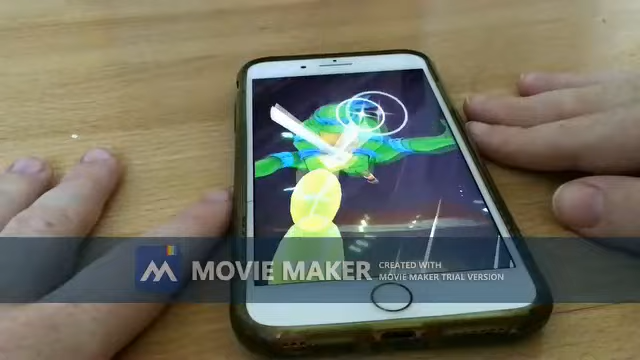 MOVIE MAKER
CREATED WITH
MOVIE MAKER TRIAL VERSION